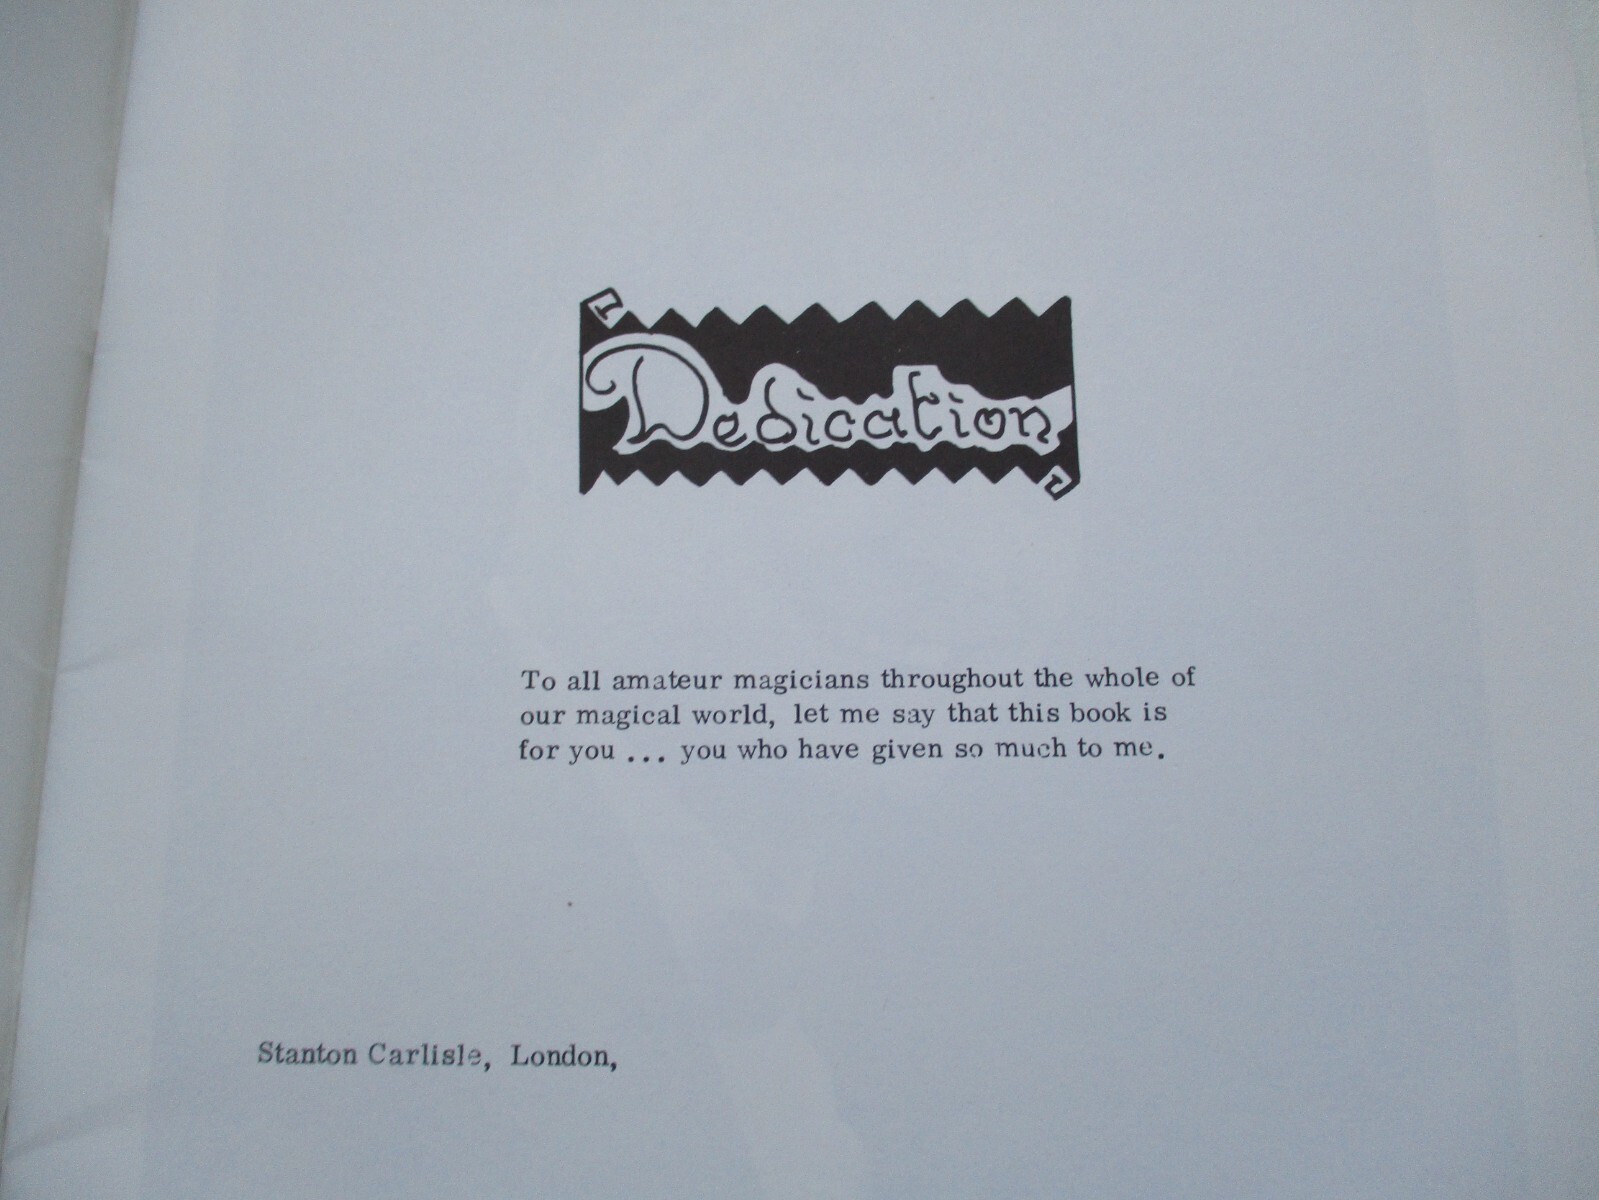 Dedication
To all amateur magicians throughout the whole of
our magical world, let me say that this book is
for you ... you who have given so much to me.
Stanton Carlisle, London,